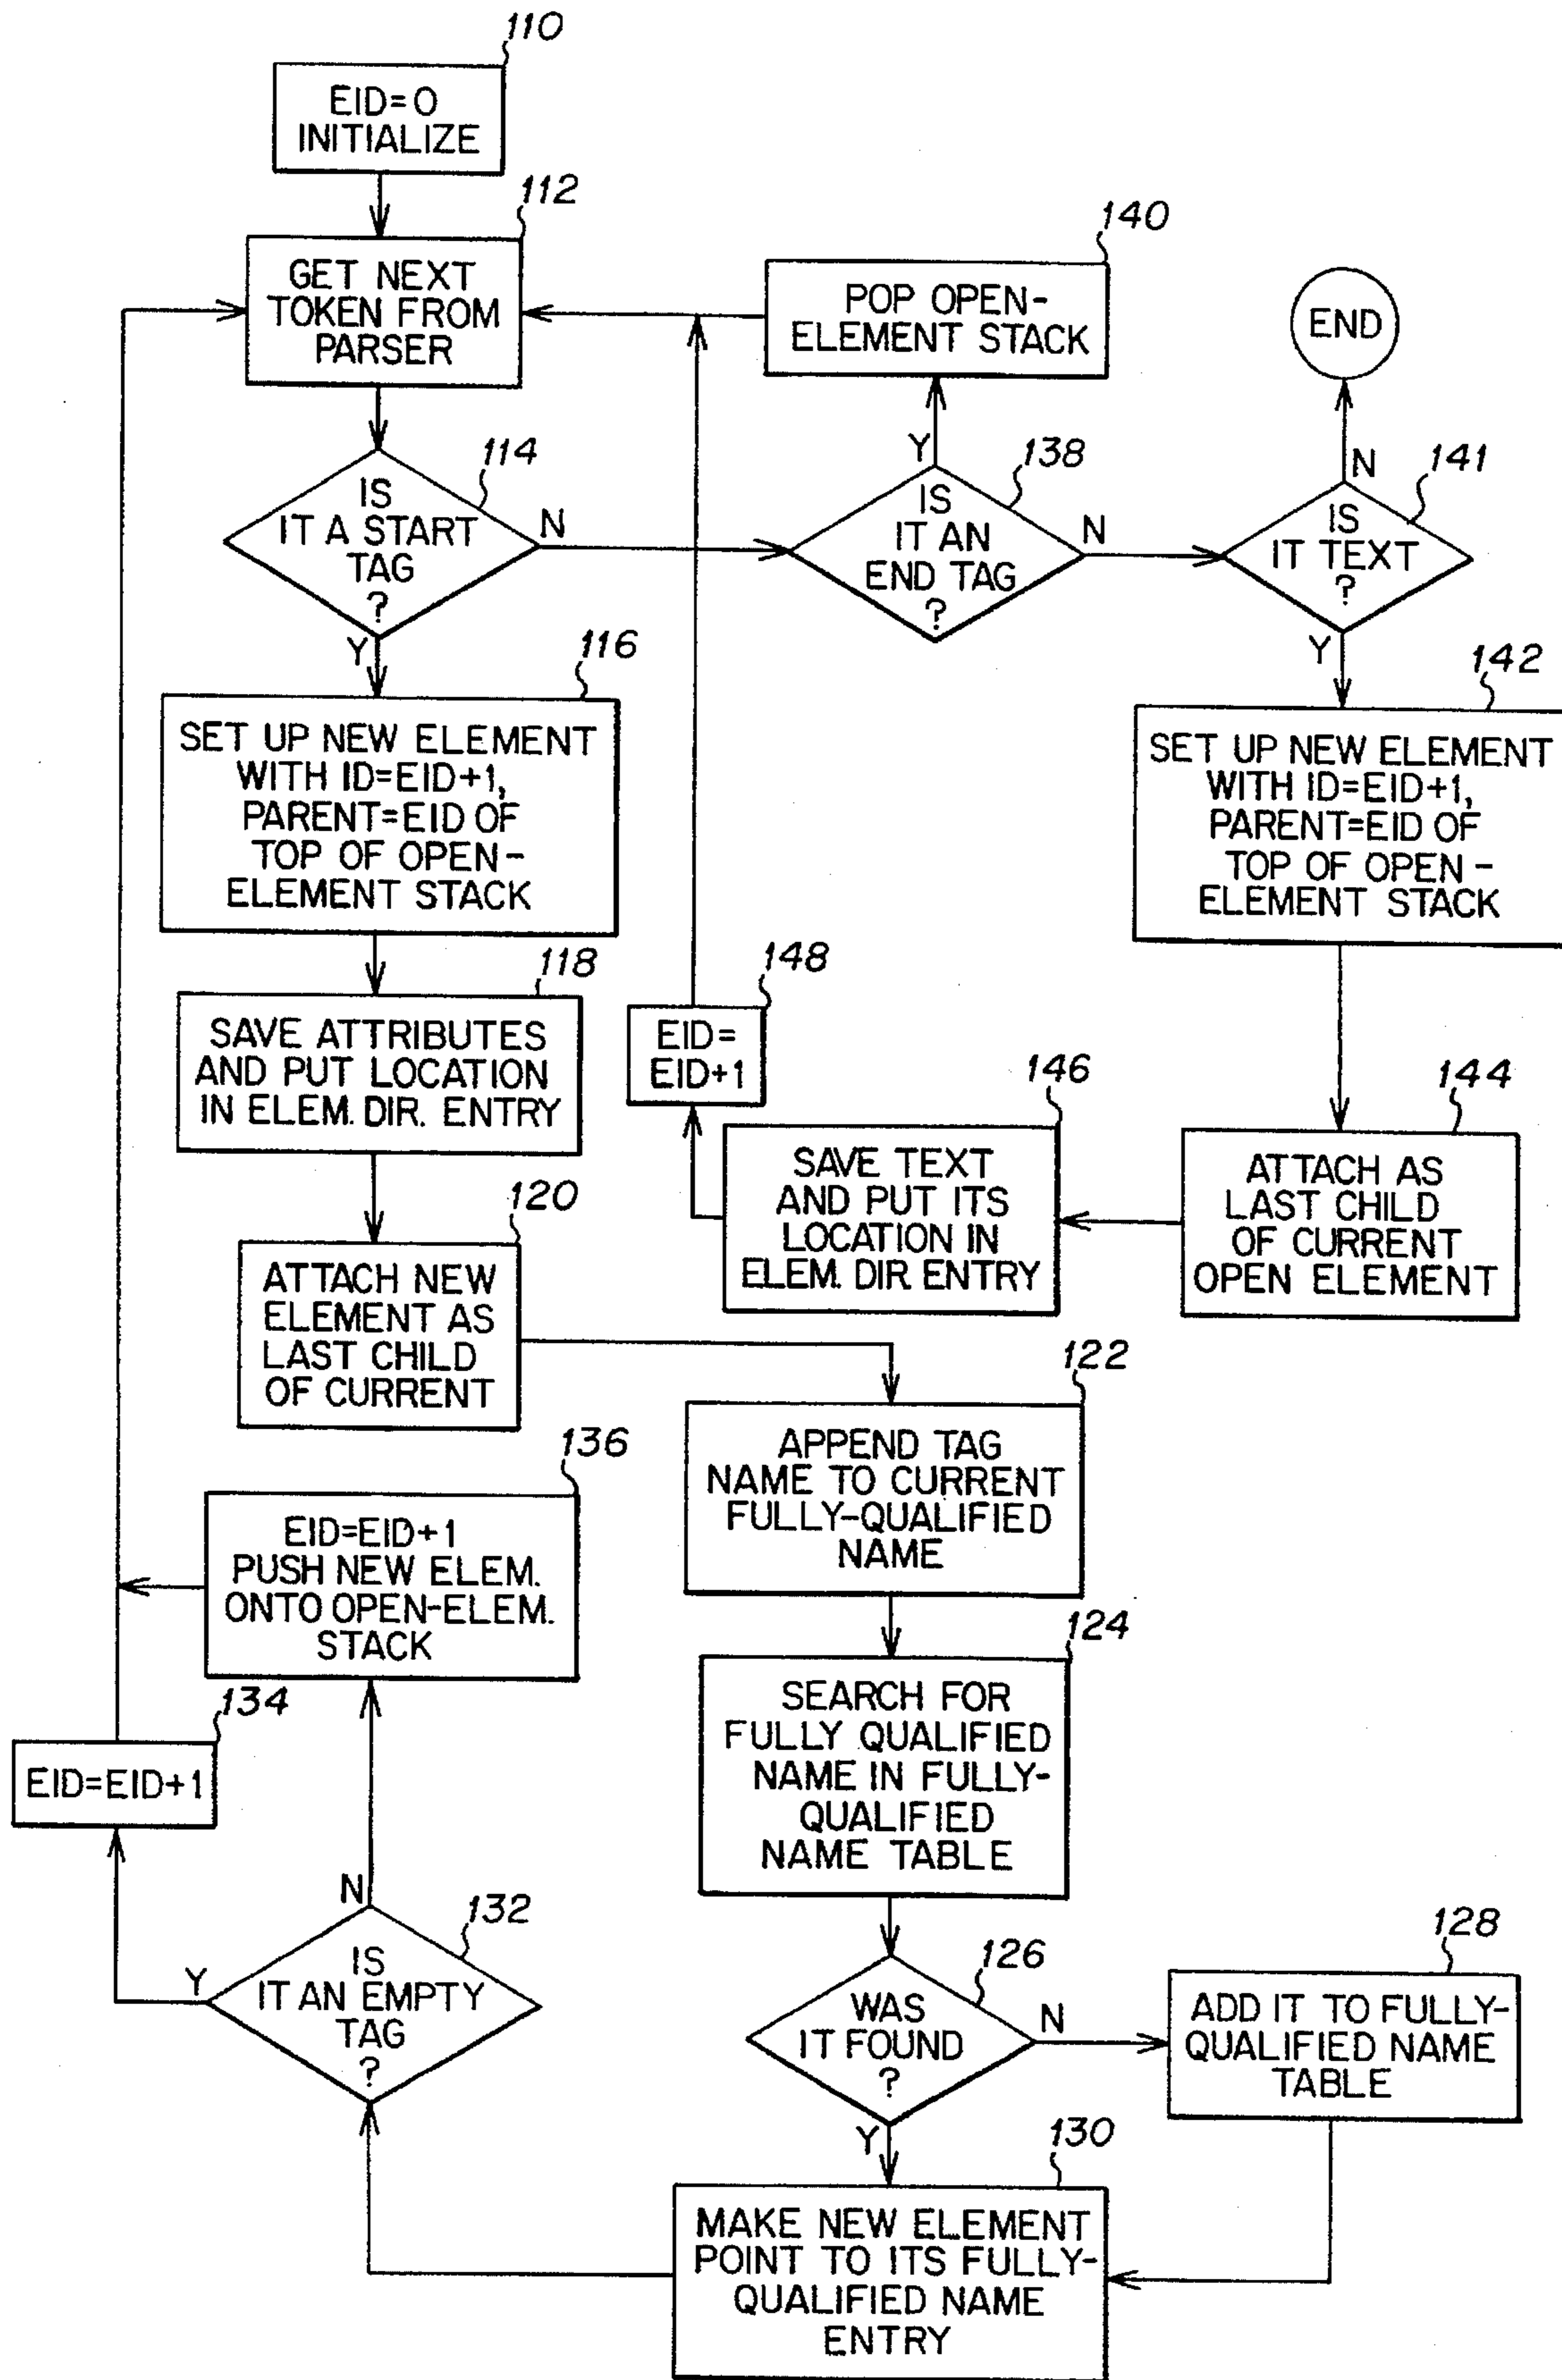 110
EID=0
INITIALIZE
112
GET NEXT
TOKEN FROM
PARSER
140
POP OPEN-
ELEMENT STACK
END
114
IS
IT A START
TAG
?
N
Y
138
IS
IT AN
END TAG
?
Y
N
141
IS
IT TEXT
?
N
Y
116
SET UP NEW ELEMENT
WITH ID=EID+1,
PARENT=EID OF
TOP OF OPEN-
ELEMENT STACK
142
SET UP NEW ELEMENT
WITH ID=EID+1,
PARENT=EID OF
TOP OF OPEN-
ELEMENT STACK
118
SAVE ATTRIBUTES
AND PUT LOCATION
IN ELEM. DIR. ENTRY
148
EID=
EID+1
146
SAVE TEXT
AND PUT ITS
LOCATION IN
ELEM. DIR ENTRY
144
ATTACH AS
LAST CHILD
OF CURRENT
OPEN ELEMENT
120
ATTACH NEW
ELEMENT AS
LAST CHILD
OF CURRENT
122
APPEND TAG
NAME TO CURRENT
FULLY-QUALIFIED
NAME
136
EID=EID+1
PUSH NEW ELEM.
ONTO OPEN-ELEM.
STACK
124
SEARCH FOR
FULLY QUALIFIED
NAME IN FULLY-
QUALIFIED
NAME TABLE
134
EID=EID+1
132
IS
IT AN EMPTY
TAG
?
N
Y
126
WAS
IT FOUND
?
N
Y
128
ADD IT TO FULLY-
QUALIFIED NAME
TABLE
130
MAKE NEW ELEMENT
POINT TO ITS FULLY-
QUALIFIED NAME
ENTRY